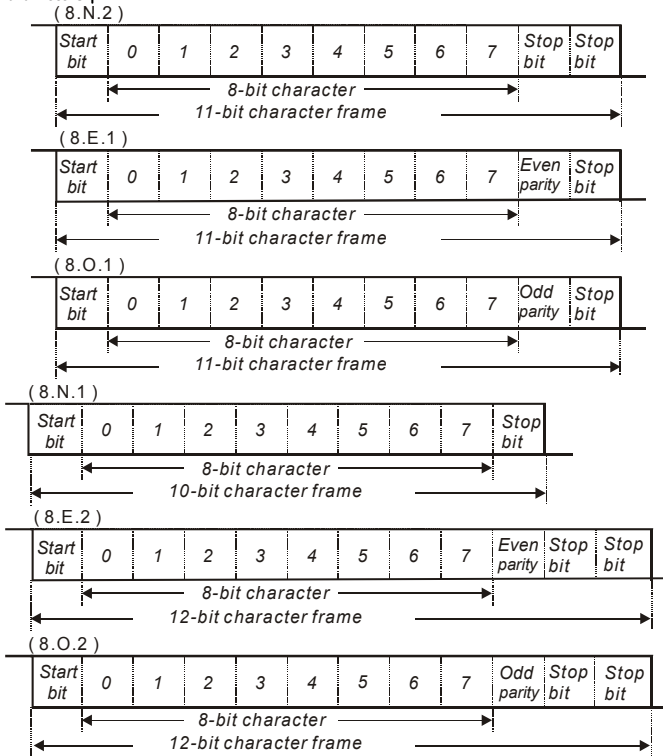 ( 8.N.2 )
Start bit 0 1 2 3 4 5 6 7 Stop bit Stop bit
8-bit character
11-bit character frame
( 8.E.1 )
Start bit 0 1 2 3 4 5 6 7 Even parity Stop bit
8-bit character
11-bit character frame
( 8.O.1 )
Start bit 0 1 2 3 4 5 6 7 Odd parity Stop bit
8-bit character
11-bit character frame
( 8.N.1 )
Start bit 0 1 2 3 4 5 6 7 Stop bit
8-bit character
10-bit character frame
( 8.E.2 )
Start bit 0 1 2 3 4 5 6 7 Even parity Stop bit Stop bit
8-bit character
12-bit character frame
( 8.O.2 )
Start bit 0 1 2 3 4 5 6 7 Odd parity Stop bit Stop bit
8-bit character
12-bit character frame